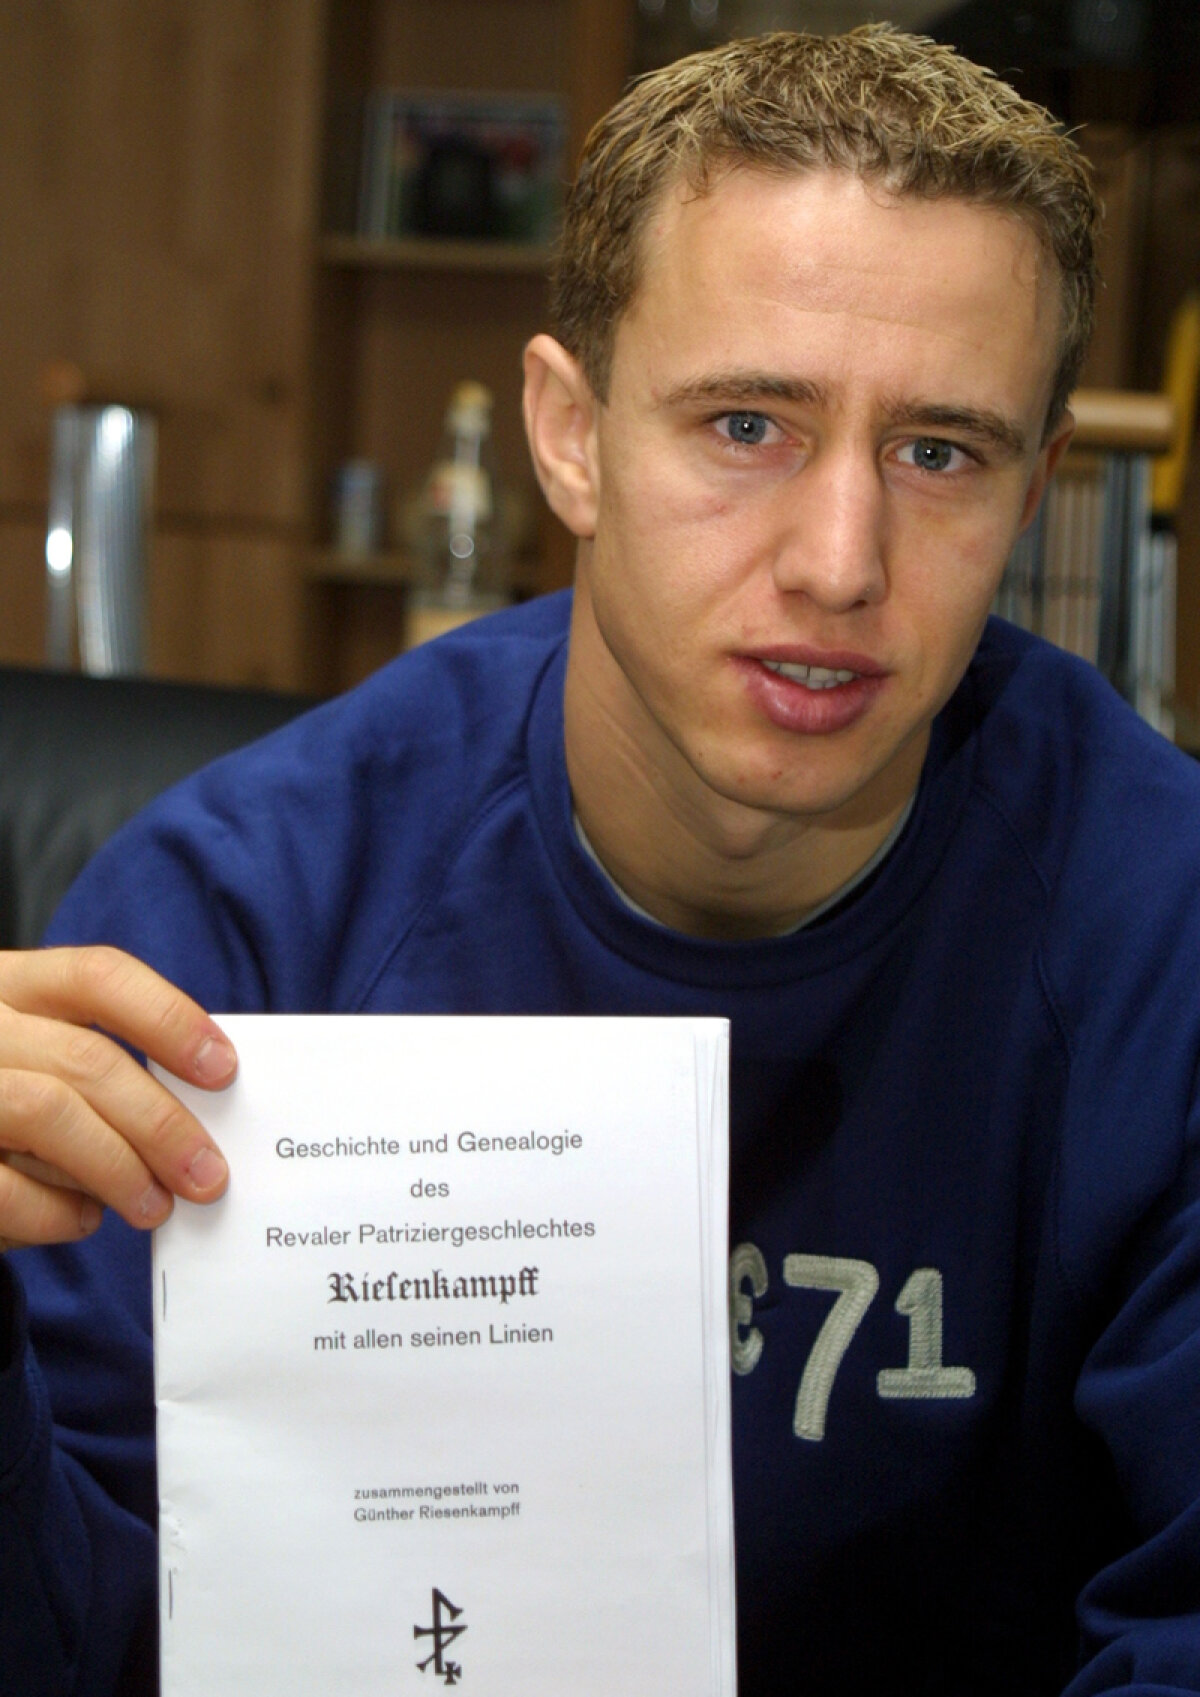 Geschichte und Genealogie
des
Revaler Patriziergeschlechtes
Riesenkampff
mit allen seinen Linien
zusammengestellt von
Günther Riesenkampff
71